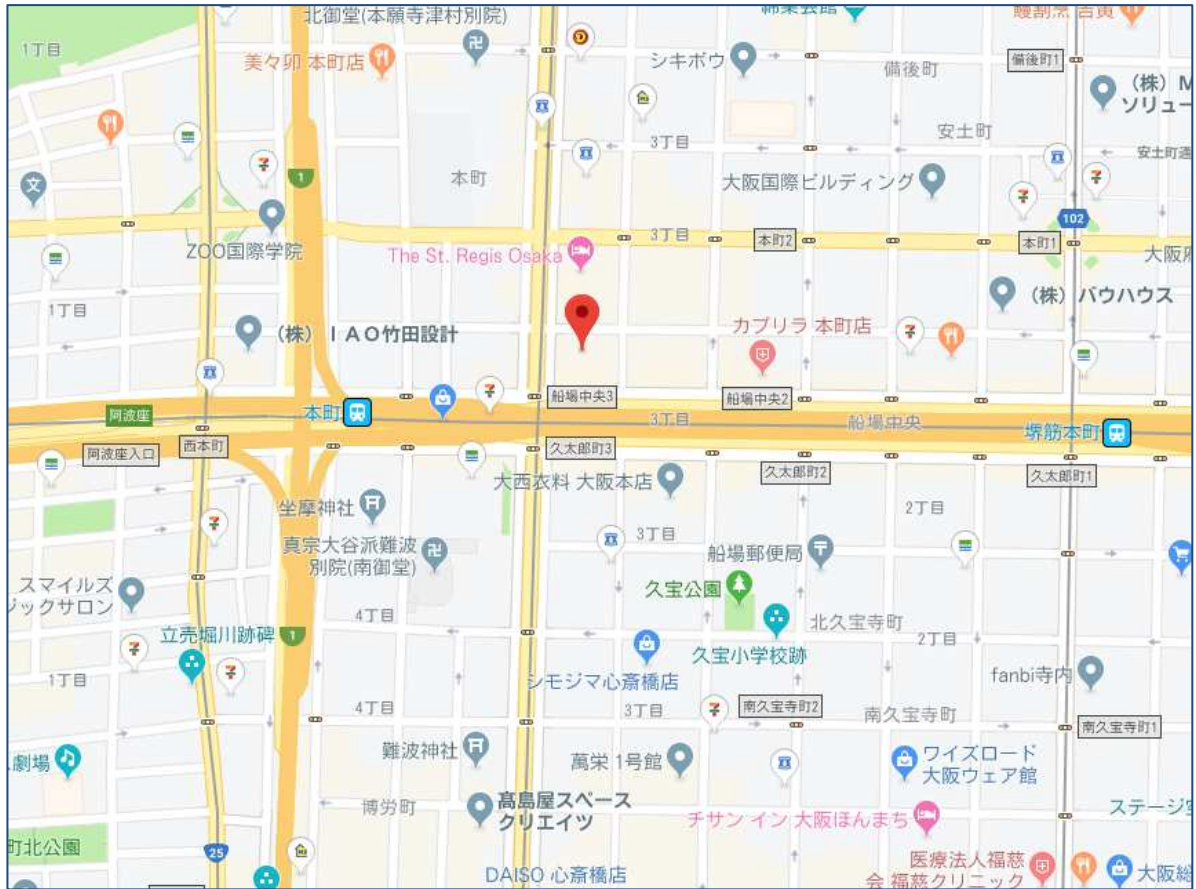 北御堂(本願寺津村別院)
綿業会館
鰻割烹 吉寅
1丁目
美々卯 本町店
シキボウ
備後町
備後町1
(株) M
ソリュー
安土町
3丁目
安土町通
本町
大阪国際ビルディング
1
102
ZOO国際学院
3丁目
本町2
本町1
大阪府
The St. Regis Osaka
(株) バウハウス
1丁目
(株) IAO竹田設計
カプリラ 本町店
船場中央3
船場中央2
阿波座
本町
3丁目
船場中央
堺筋本町
阿波座入口
西本町
久太郎町3
久太郎町2
久太郎町1
大西衣料 大阪本店
坐摩神社
2丁目
真宗大谷派難波
別院(南御堂)
3丁目
船場郵便局
スマイルズ
ジックサロン
久宝公園
4丁目
北久宝寺町
立売堀川跡碑
1
久宝小学校跡
2丁目
シモジマ心斎橋店
fanbi寺内
1丁目
4丁目
3丁目
南久宝寺町2
南久宝寺町
南久宝寺町1
劇場
難波神社
萬栄 1号館
ワイズロード
大阪ウェア館
博労町
髙島屋スペース
クリエイツ
チサン イン 大阪ほんまち
ステージ
町北公園
25
DAISO 心斎橋店
医療法人福慈
会 福慈クリニック
大阪総